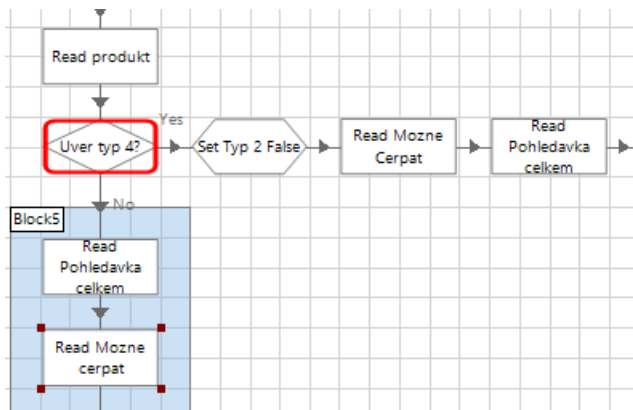 Read produkt
Yes
Uver typ 4?
Set Typ 2 False
Read Mozne
Cerpat
Read
Pohledavka
celkem
No
Block5
Read
Pohledavka
celkem
Read Mozne
cerpat